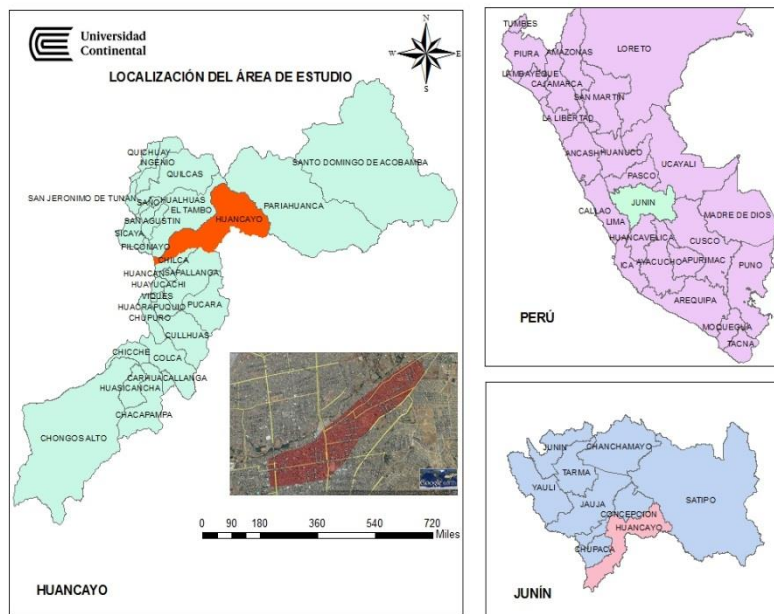 Universidad
Continental
LOCALIZACIÓN DEL ÁREA DE ESTUDIO
N
W
E
S
QUICHUAY
INGENIO
QUILCAS
SANTO DOMINGO DE ACOBAMBA
SAN JERONIMO DE TUNAN
SAÑO
HUALHUAS
EL TAMBO
HUANCAYO
PARIAHUANCA
SAN AGUSTIN
SICAYA
PILCOMAYO
CHILCA
HUANCAN
SAPALLANGA
HUAYUCACHI
VIQUES
HUACRAPUQUIO
PUCARA
CHUPURO
CULLHUAS
CHICCHE
COLCA
CARHUACALLANGA
HUASICANCHA
CHACAPAMPA
CHONGOS ALTO
Google
0 90 180 360 540 720
Miles
HUANCAYO
TUMBES
PIURA
AMAZONAS
LORETO
LAMBAYEQUE
CAJAMARCA
SAN MARTIN
LA LIBERTAD
ANCASH
HUANUCO
UCAYALI
PASCO
JUNIN
CALLAO
LIMA
MADRE DE DIOS
HUANCAVELICA
CUSCO
ICA
AYACUCHO
APURIMAC
PUNO
AREQUIPA
MOQUEGUA
TACNA
PERÚ
JUNIN
CHANCHAMAYO
TARMA
YAULI
SATIPO
JAUJA
CONCEPCION
HUANCAYO
CHUPACA
JUNÍN